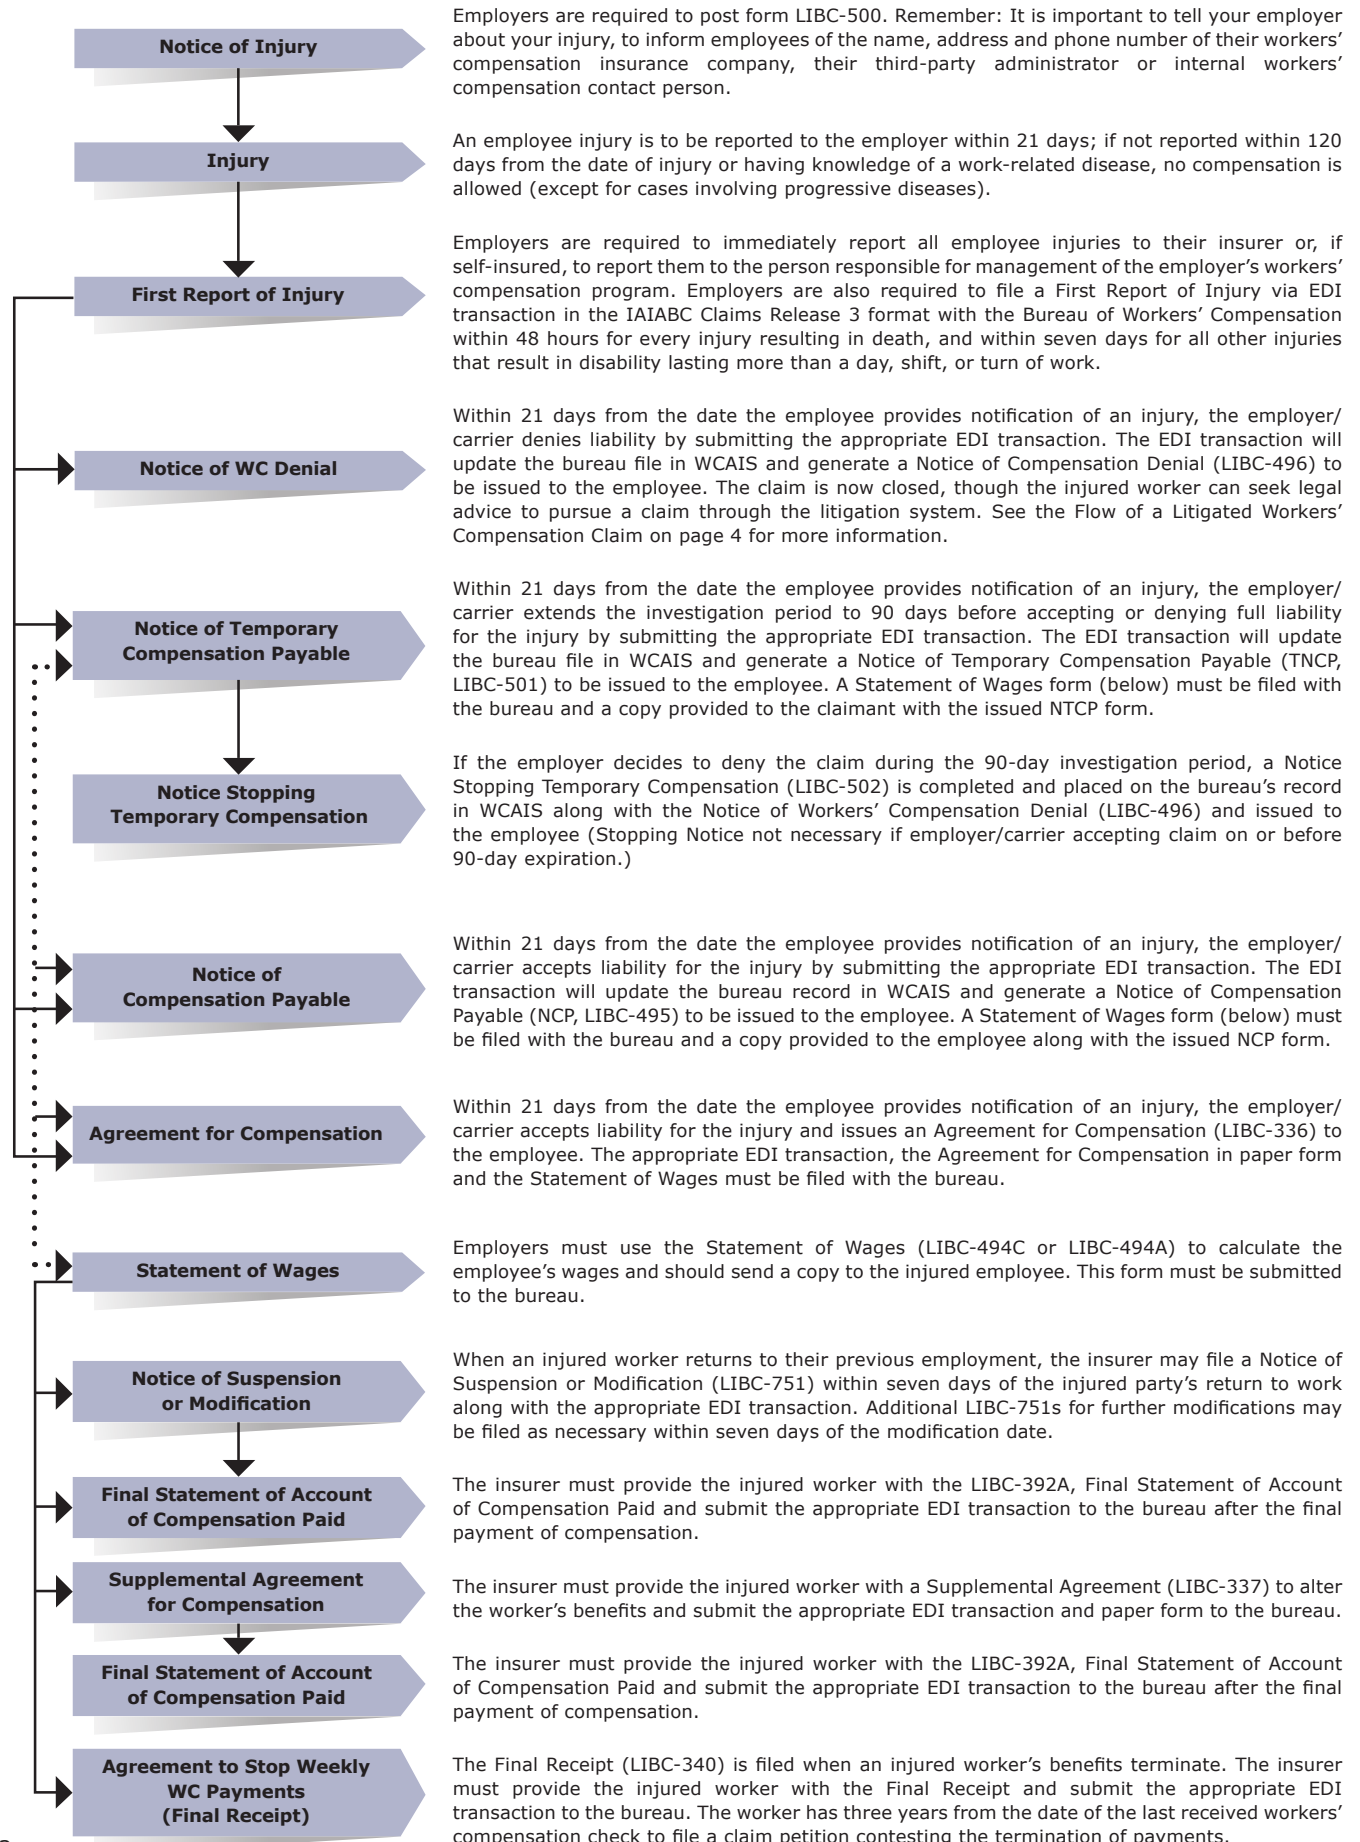 Notice of Injury
Employers are required to post form LIBC-500. Remember: It is important to tell your employer
about your injury, to inform employees of the name, address and phone number of their workers’
compensation insurance company, their third-party administrator or internal workers’
compensation contact person.
Injury
An employee injury is to be reported to the employer within 21 days; if not reported within 120
days from the date of injury or having knowledge of a work-related disease, no compensation is
allowed (except for cases involving progressive diseases).
First Report of Injury
Employers are required to immediately report all employee injuries to their insurer or, if
self-insured, to report them to the person responsible for management of the employer’s workers’
compensation program. Employers are also required to file a First Report of Injury via EDI
transaction in the IAIABC Claims Release 3 format with the Bureau of Workers’ Compensation
within 48 hours for every injury resulting in death, and within seven days for all other injuries
that result in disability lasting more than a day, shift, or turn of work.
Notice of WC Denial
Within 21 days from the date the employee provides notification of an injury, the employer/
carrier denies liability by submitting the appropriate EDI transaction. The EDI transaction will
update the bureau file in WCAIS and generate a Notice of Compensation Denial (LIBC-496) to
be issued to the employee. The claim is now closed, though the injured worker can seek legal
advice to pursue a claim through the litigation system. See the Flow of a Litigated Workers’
Compensation Claim on page 4 for more information.
Notice of Temporary
Compensation Payable
Within 21 days from the date the employee provides notification of an injury, the employer/
carrier extends the investigation period to 90 days before accepting or denying full liability
for the injury by submitting the appropriate EDI transaction. The EDI transaction will update
the bureau file in WCAIS and generate a Notice of Temporary Compensation Payable (TNCP,
LIBC-501) to be issued to the employee. A Statement of Wages form (below) must be filed with
the bureau and a copy provided to the claimant with the issued NTCP form.
Notice Stopping
Temporary Compensation
If the employer decides to deny the claim during the 90-day investigation period, a Notice
Stopping Temporary Compensation (LIBC-502) is completed and placed on the bureau’s record
in WCAIS along with the Notice of Workers’ Compensation Denial (LIBC-496) and issued to
the employee (Stopping Notice not necessary if employer/carrier accepting claim on or before
90-day expiration.)
Notice of
Compensation Payable
Within 21 days from the date the employee provides notification of an injury, the employer/
carrier accepts liability for the injury by submitting the appropriate EDI transaction. The EDI
transaction will update the bureau record in WCAIS and generate a Notice of Compensation
Payable (NCP, LIBC-495) to be issued to the employee. A Statement of Wages form (below) must
be filed with the bureau and a copy provided to the employee along with the issued NCP form.
Agreement for Compensation
Within 21 days from the date the employee provides notification of an injury, the employer/
carrier accepts liability for the injury and issues an Agreement for Compensation (LIBC-336) to
the employee. The appropriate EDI transaction, the Agreement for Compensation in paper form
and the Statement of Wages must be filed with the bureau.
Statement of Wages
Employers must use the Statement of Wages (LIBC-494C or LIBC-494A) to calculate the
employee’s wages and should send a copy to the injured employee. This form must be submitted
to the bureau.
Notice of Suspension
or Modification
When an injured worker returns to their previous employment, the insurer may file a Notice of
Suspension or Modification (LIBC-751) within seven days of the injured party’s return to work
along with the appropriate EDI transaction. Additional LIBC-751s for further modifications may
be filed as necessary within seven days of the modification date.
Final Statement of Account
of Compensation Paid
The insurer must provide the injured worker with the LIBC-392A, Final Statement of Account
of Compensation Paid and submit the appropriate EDI transaction to the bureau after the final
payment of compensation.
Supplemental Agreement
for Compensation
The insurer must provide the injured worker with a Supplemental Agreement (LIBC-337) to alter
the worker’s benefits and submit the appropriate EDI transaction and paper form to the bureau.
Final Statement of Account
of Compensation Paid
The insurer must provide the injured worker with the LIBC-392A, Final Statement of Account
of Compensation Paid and submit the appropriate EDI transaction to the bureau after the final
payment of compensation.
Agreement to Stop Weekly
WC Payments
(Final Receipt)
The Final Receipt (LIBC-340) is filed when an injured worker’s benefits terminate. The insurer
must provide the injured worker with the Final Receipt and submit the appropriate EDI
transaction to the bureau. The worker has three years from the date of the last received workers’
compensation check to file a claim petition contesting the termination of payments.